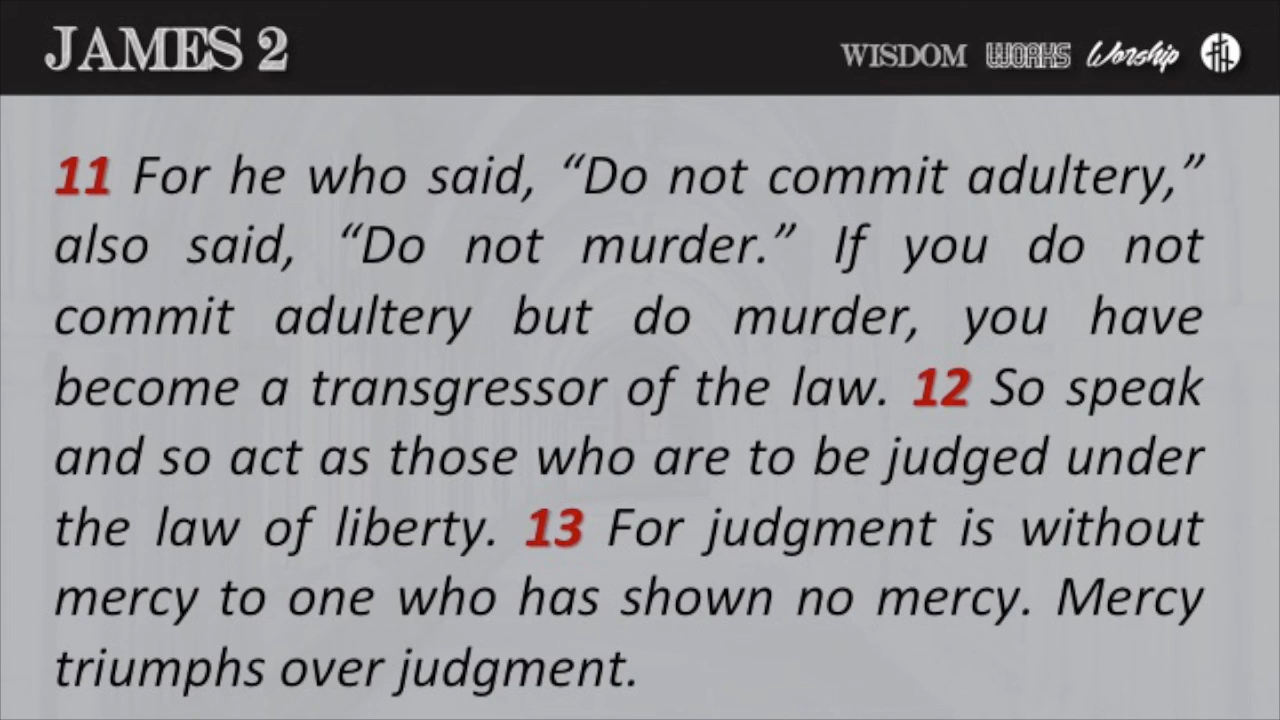 JAMES 2
WISDOM WORKS Worship
11 For he who said, “Do not commit adultery,”
also said, “Do not murder.” If you do not
commit adultery but do murder, you have
become a transgressor of the law. 12 So speak
and so act as those who are to be judged under
the law of liberty. 13 For judgment is without
mercy to one who has shown no mercy. Mercy
triumphs over judgment.